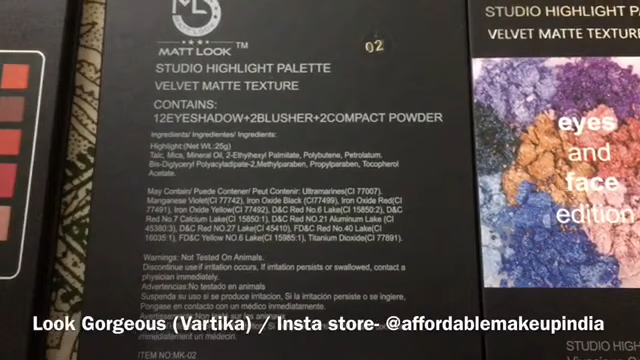 MATT LOOK™
02
STUDIO HIGHLIGHT PALETTE
VELVET MATTE TEXTURE
CONTAINS:
12EYESHADOW+2BLUSHER+2COMPACT POWDER
Ingredients/ Ingredientes/ Ingredients:
Highlight:(Net Wt.:25g)
Talc, Mica, Mineral Oil, 2-Ethylhexyl Palmitate, Polybutene, Petrolatum.
Bis-Diglyceryl Polyacyladipate-2,Methylparaben, Propylparaben, Tocopherol
Acetate.
May Contain/ Puede Contener/ Peut Contenir: Ultramarines(CI 77007).
Manganese Violet(CI 77742), Iron Oxide Black (CI77499), Iron Oxide Red(CI
77491), Iron Oxide Yellow(CI 77492), D&C Red No.6 Lake(CI 15850:2), D&C
Red No.7 Calcium Lake(CI 15850:1), D&C Red NO.21 Aluminum Lake(CI
45380:3), D&C Red NO.27 Lake(CI 45410), FD&C Red No.40 Lake(CI
16035:1), FD&C Yellow NO.6 Lake(CI 15985:1), Titanium Dioxide(CI 77891).
Warnings: Not Tested On Animals.
Discontinue use if irritation occurs, If irritation persists or swallowed, contact a
physician immediately.
Advertencias:No testado en animals
Suspenda su uso si se produce irritacion, Si la irritación persiste o se ingiere,
Pongase en contacto con un médico inmediatamente.
immédiatement un médecin.
ITEM NO:MK-02
STUDIO HIGHLIGHT PA
VELVET MATTE TEXTURE
eyes
and
face
edition
STUDIO HIGH
Look Gorgeous (Vartika) / Insta store- @affordablemakeupindia